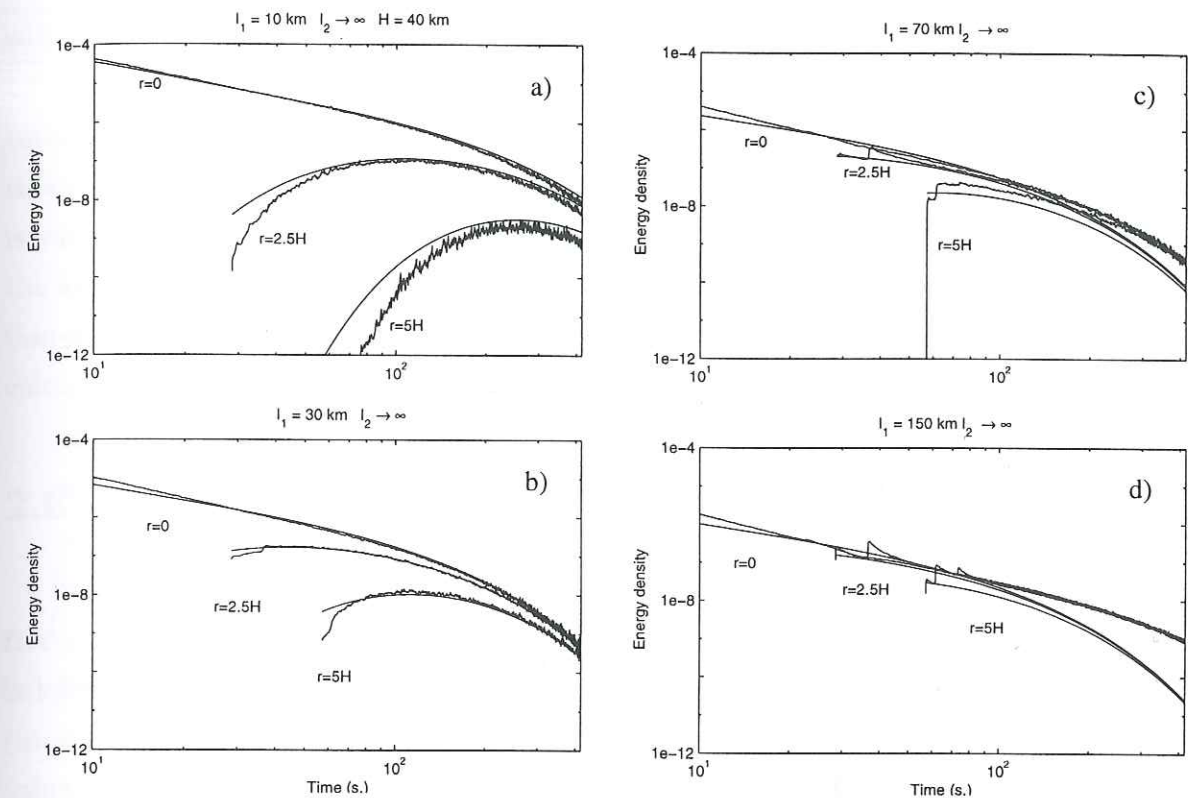 l₁ = 10 km l₂ → ∞ H = 40 km
1e−4
1e−8
1e−12
Energy density
a)
r=0
r=2.5H
r=5H
10¹
10²
l₁ = 30 km l₂ → ∞
1e−4
1e−8
1e−12
Energy density
b)
r=0
r=2.5H
r=5H
10¹
10²
Time (s.)
l₁ = 70 km l₂ → ∞
1e−4
1e−8
1e−12
Energy density
c)
r=0
r=2.5H
r=5H
10¹
10²
l₁ = 150 km l₂ → ∞
1e−4
1e−8
1e−12
Energy density
d)
r=0
r=2.5H
r=5H
10¹
10²
Time (s.)